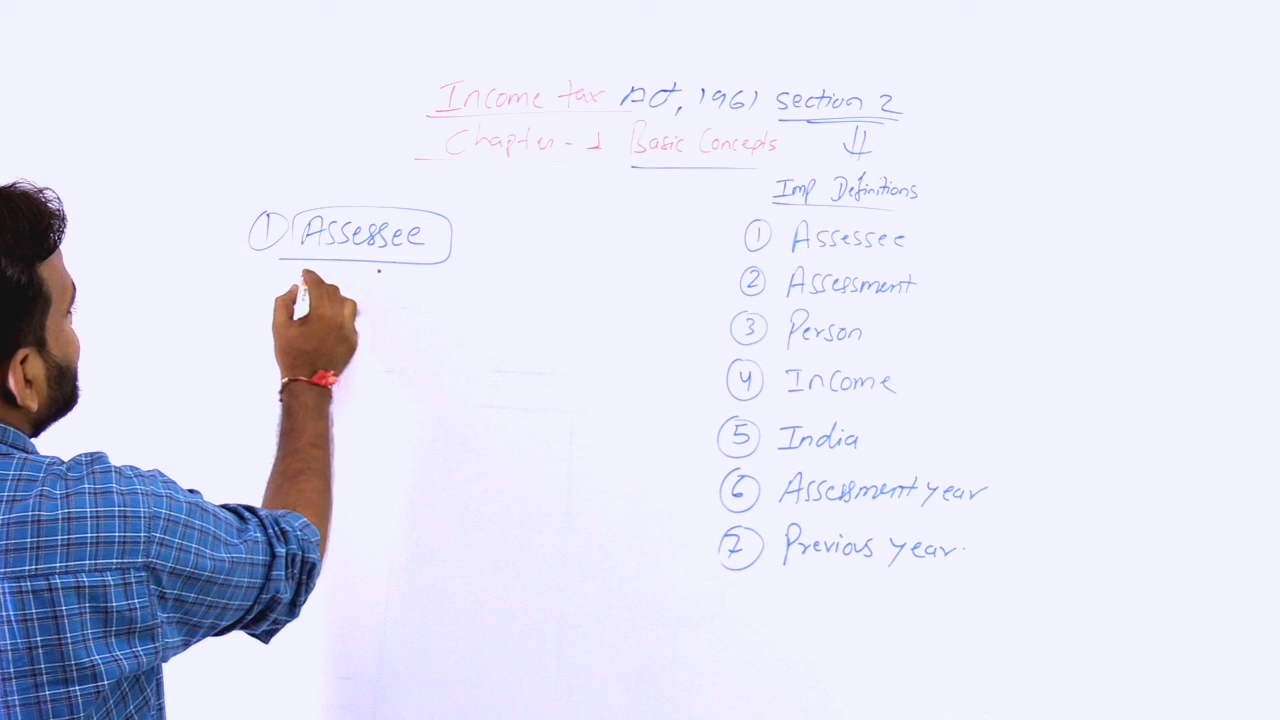 Income tax Act, 1961 section 2
Chapter - 1 Basic Concepts
Imp Definitions
① Assessee
① Assessee
② Assessment
③ Person
④ Income
⑤ India
⑥ Assessment year
⑦ Previous year.